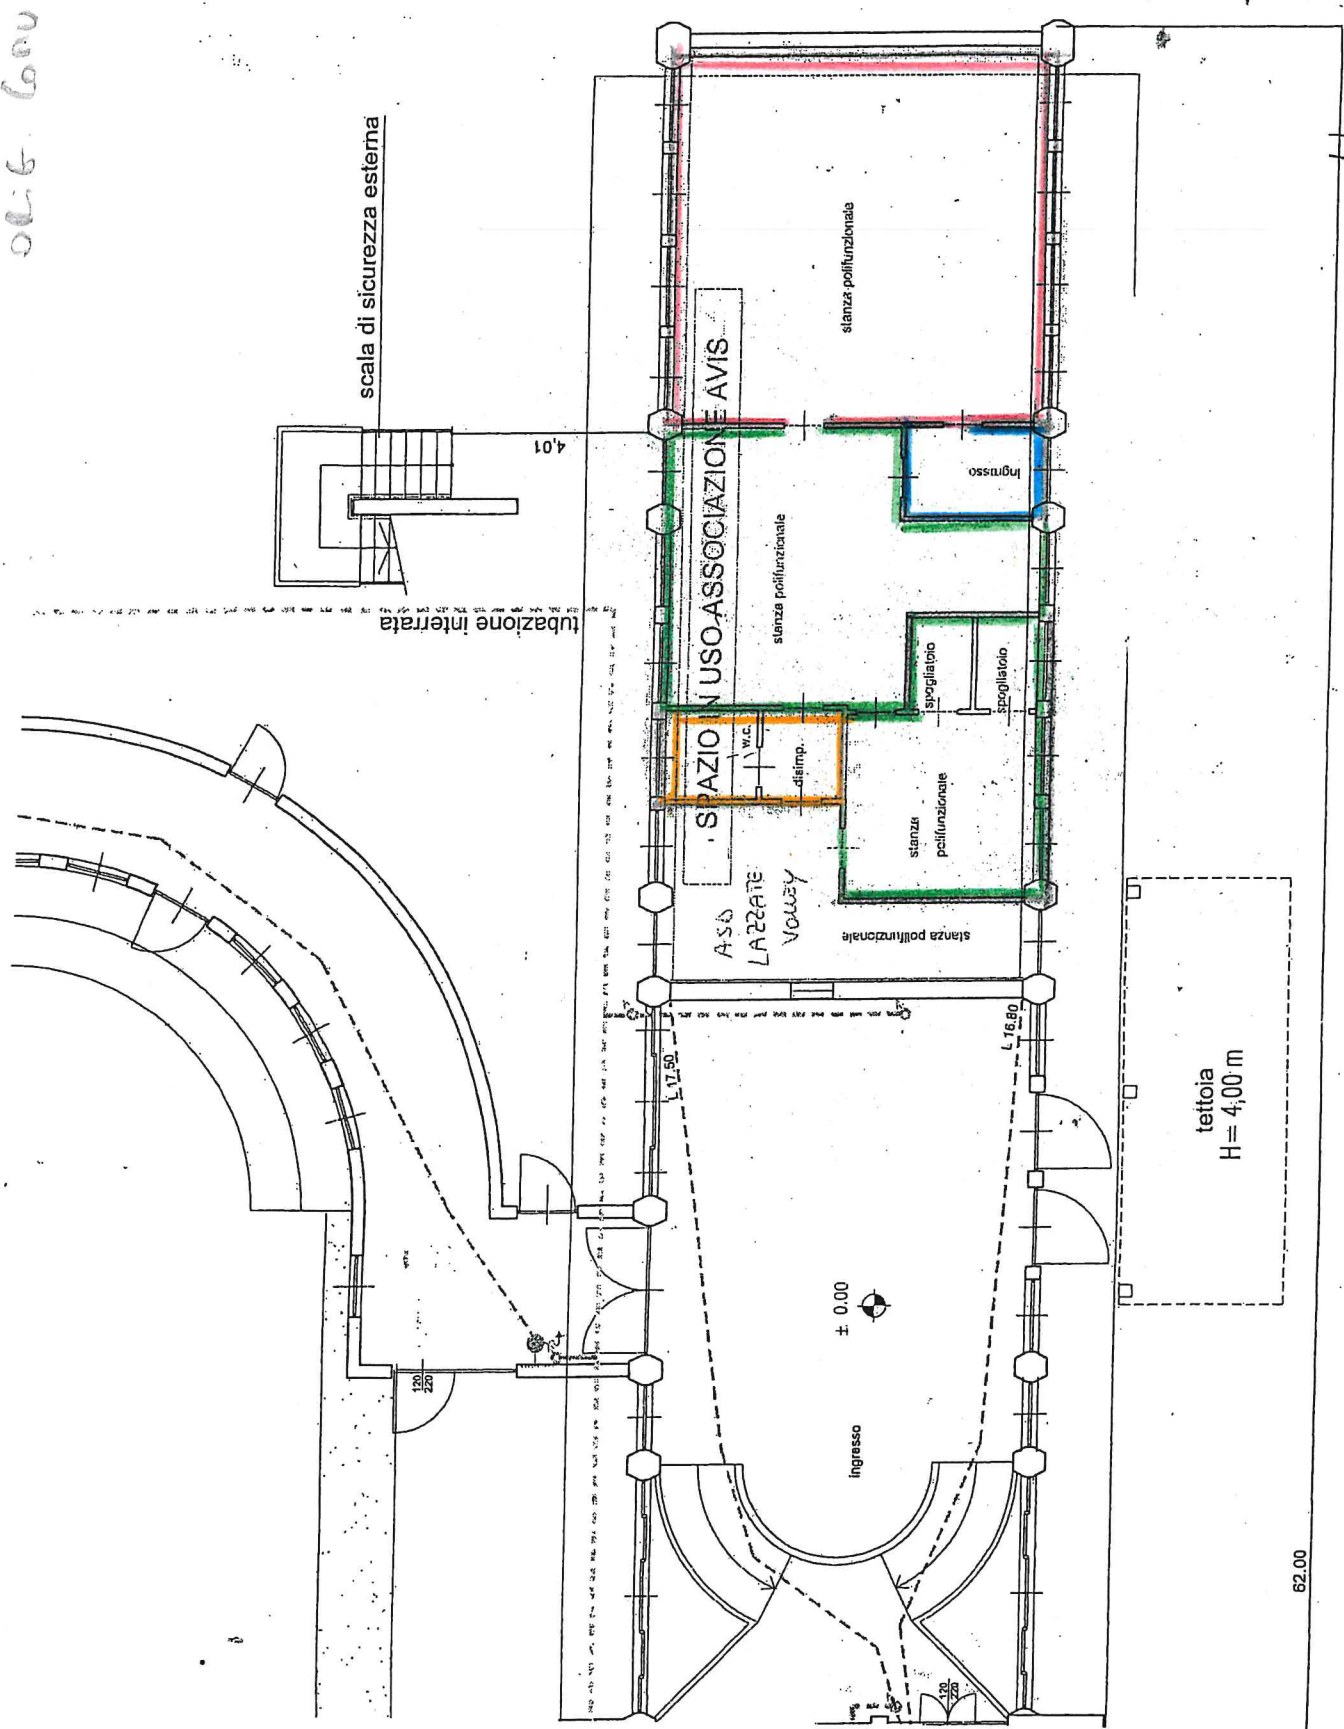 scala di sicurezza esterna
4,01
tubazione interrata
SPAZIO IN USO ASSOCIAZIONE AVIS
stanza polifunzionale
Ingresso
stanza polifunzionale
spogliatoio
spogliatoio
w.c.
disimp.
stanza
polifunzionale
ASD
LAZZATE
VOLLEY
stanza polifunzionale
L 17.50
L 16.80
tettoia
H= 4,00 m
± 0.00
ingresso
120
220
120
220
62.00